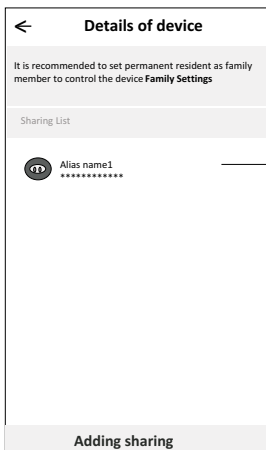 Details of device
It is recommended to set permanent resident as family
member to control the device Family Settings
Sharing List
Alias name1
************
Adding sharing